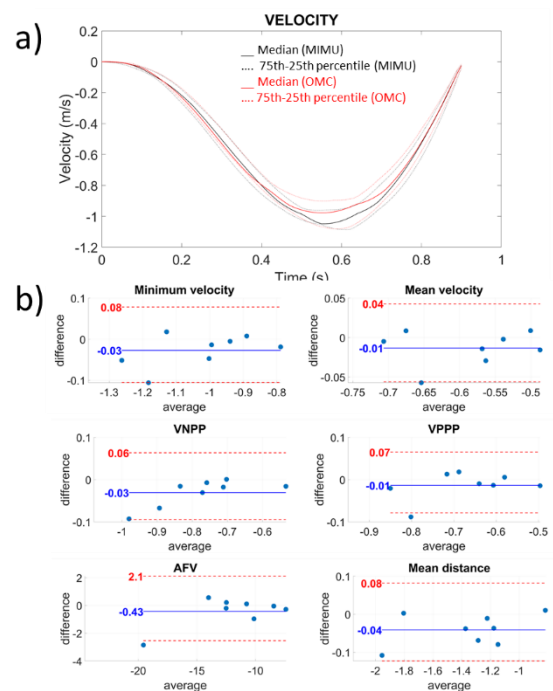 a)
VELOCITY
Median (MIMU)
75th-25th percentile (MIMU)
Median (OMC)
75th-25th percentile (OMC)
Velocity (m/s)
0.2
0
-0.2
-0.4
-0.6
-0.8
-1
-1.2
0 0.2 0.4 0.6 0.8 1
Time (s)
b)
Minimum velocity
difference
0.1
0
-0.1
0.08
-0.03
-1.3 -1.2 -1.1 -1 -0.9 -0.8
average
Mean velocity
difference
0.05
0
-0.05
0.04
-0.01
-0.75 -0.7 -0.65 -0.6 -0.55 -0.5
average
VNPP
difference
0.1
0
-0.1
0.06
-0.03
-1 -0.9 -0.8 -0.7 -0.6
average
VPPP
difference
0.1
0
-0.1
0.07
-0.01
-0.9 -0.8 -0.7 -0.6 -0.5
average
AFV
difference
2
0
-2
-4
2.1
-0.43
-20 -15 -10
average
Mean distance
difference
0.1
0
-0.1
0.08
-0.04
-2 -1.8 -1.6 -1.4 -1.2 -1
average